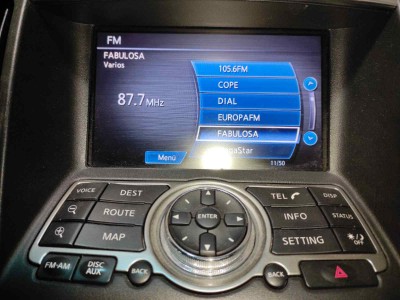 FM
FABULOSA
Varios
87.7 MHz
105.6FM
COPE
DIAL
EUROPAFM
FABULOSA
Menú
11/50
VOICE
DEST
ROUTE
MAP
ENTER
TEL
DISP
INFO
STATUS
SETTING
OFF
FM·AM
DISC
AUX
BACK
BACK